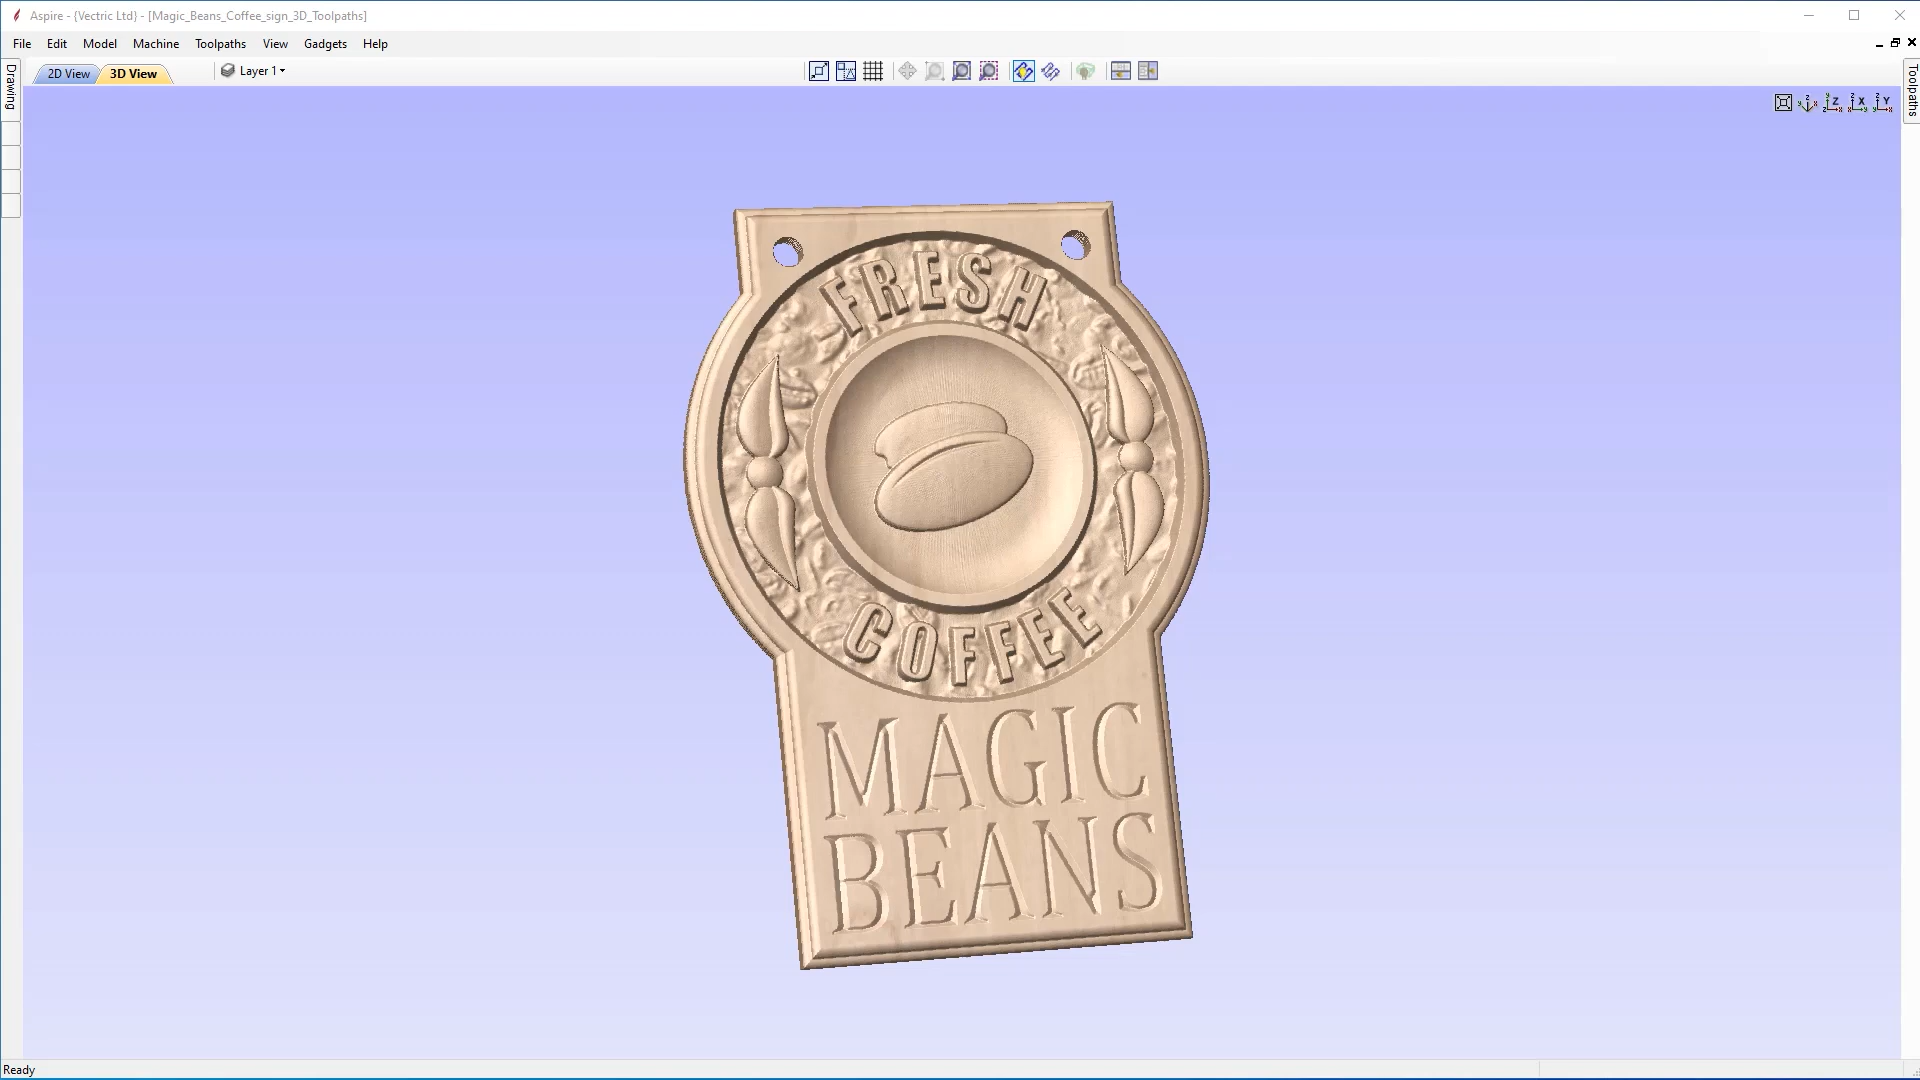 Aspire - {Vectric Ltd} - [Magic_Beans_Coffee_sign_3D_Toolpaths]
File Edit Model Machine Toolpaths View Gadgets Help
2D View 3D View Layer 1
Drawing
Toolpaths
Z X Y
FRESH
COFFEE
MAGIC
BEANS
Ready